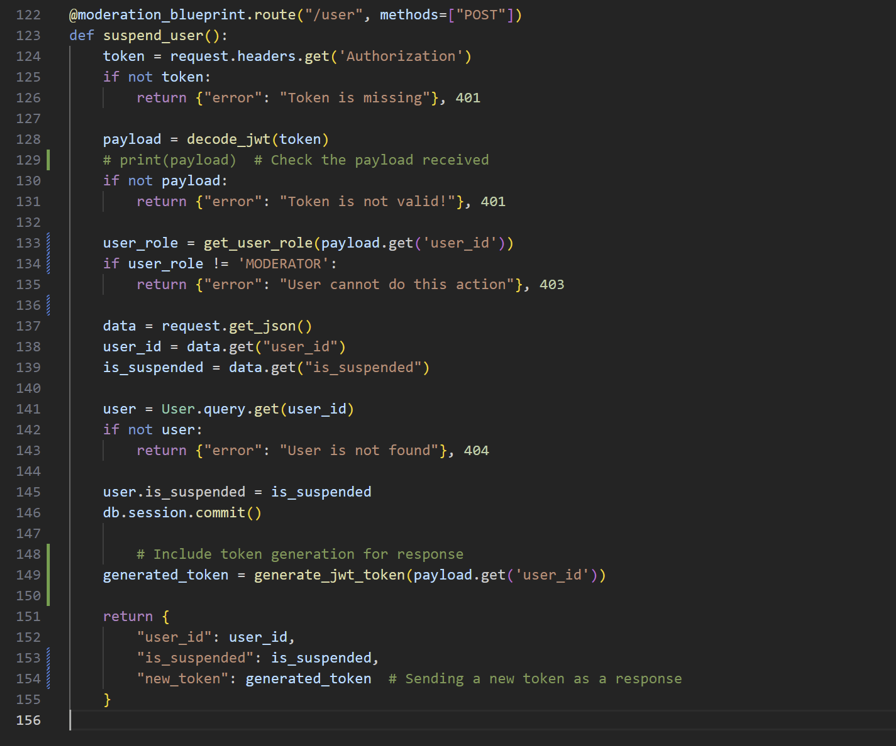 122 @moderation_blueprint.route("/user", methods=["POST"])
123 def suspend_user():
124     token = request.headers.get('Authorization')
125     if not token:
126         return {"error": "Token is missing"}, 401
127
128     payload = decode_jwt(token)
129     # print(payload)  # Check the payload received
130     if not payload:
131         return {"error": "Token is not valid!"}, 401
132
133     user_role = get_user_role(payload.get('user_id'))
134     if user_role != 'MODERATOR':
135         return {"error": "User cannot do this action"}, 403
136
137     data = request.get_json()
138     user_id = data.get("user_id")
139     is_suspended = data.get("is_suspended")
140
141     user = User.query.get(user_id)
142     if not user:
143         return {"error": "User is not found"}, 404
144
145     user.is_suspended = is_suspended
146     db.session.commit()
147
148         # Include token generation for response
149     generated_token = generate_jwt_token(payload.get('user_id'))
150
151     return {
152         "user_id": user_id,
153         "is_suspended": is_suspended,
154         "new_token": generated_token  # Sending a new token as a response
155     }
156